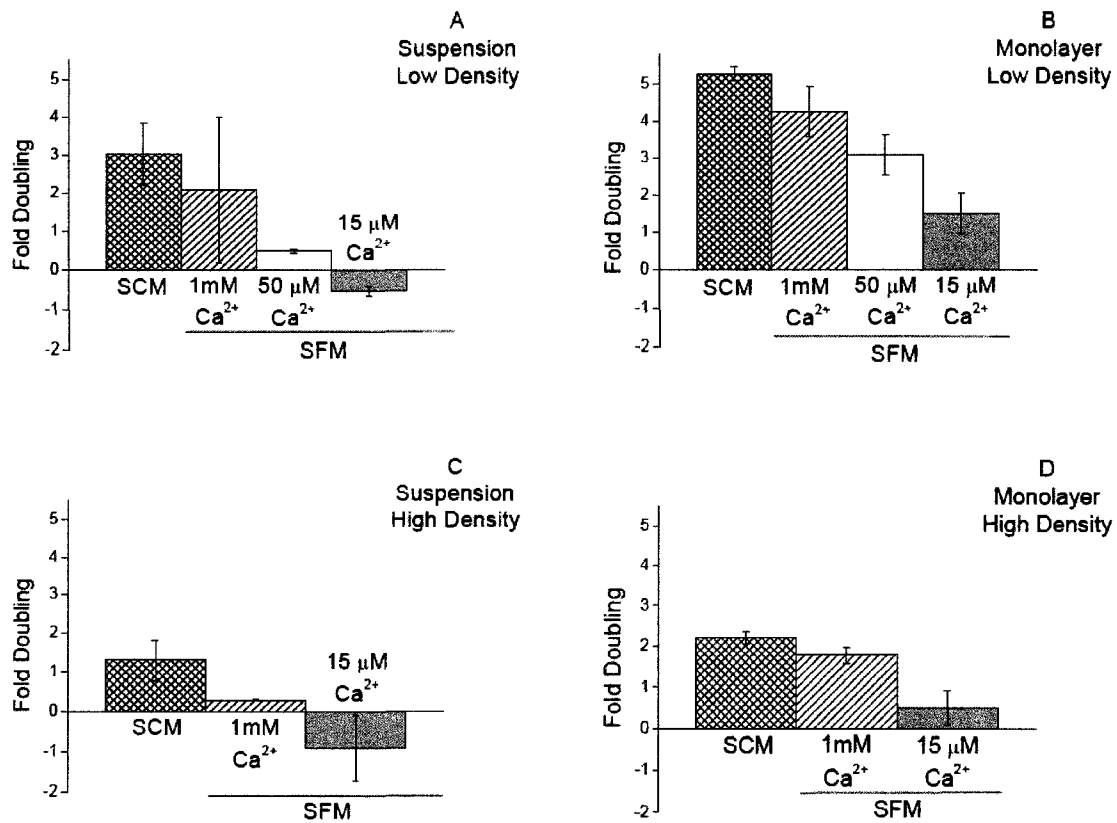 A
Suspension
Low Density
Fold Doubling
5
4
3
2
1
0
-1
-2
15 μM
Ca2+
SCM
1mM
Ca2+
50 μM
Ca2+
SFM
B
Monolayer
Low Density
Fold Doubling
5
4
3
2
1
0
-1
-2
SCM
1mM
Ca2+
50 μM
Ca2+
15 μM
Ca2+
SFM
C
Suspension
High Density
Fold Doubling
5
4
3
2
1
0
-1
-2
15 μM
Ca2+
SCM
1mM
Ca2+
SFM
D
Monolayer
High Density
Fold Doubling
5
4
3
2
1
0
-1
-2
SCM
1mM
Ca2+
15 μM
Ca2+
SFM